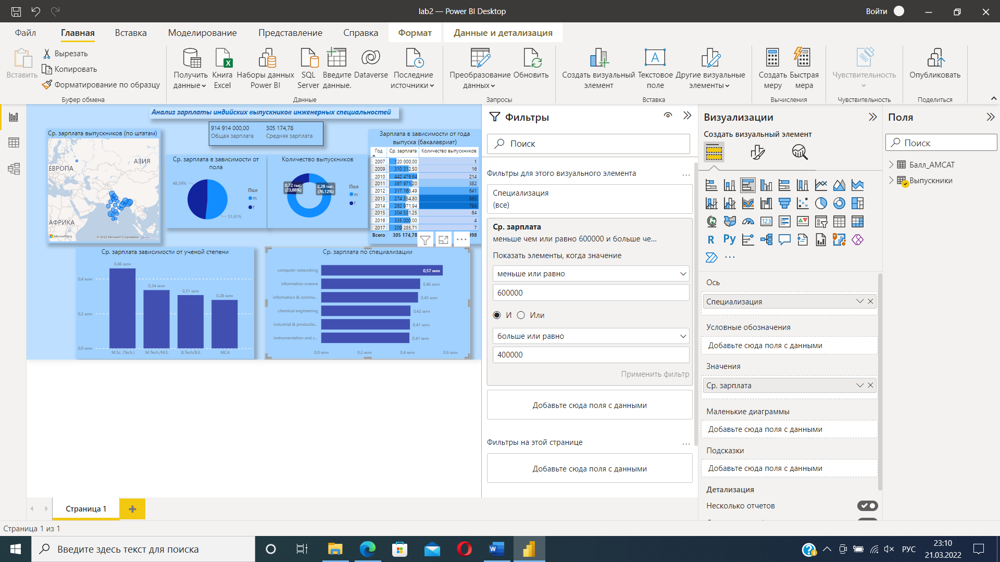 lab2 — Power BI Desktop
Войти
Файл
Главная
Вставка
Моделирование
Представление
Справка
Формат
Данные и детализация
Вставить
Вырезать
Копировать
Форматирование по образцу
Буфер обмена
Получить данные
Книга Excel
Наборы данных Power BI
SQL Server
Введите данные.
Dataverse
Последние источники
Данные
Преобразование данных
Обновить
Запросы
Создать визуальный элемент
Текстовое поле
Другие визуальные элементы
Вставка
Создать меру
Быстрая мера
Вычисления
Чувствительность
Чувствительность
Опубликовать
Поделиться
Анализ зарплаты индийских выпускников инженерных специальностей
914 914 000,00
305 174,78
Общая зарплата
Средняя зарплата
Ср. зарплата выпускников (по штатам)
АЗИЯ
ЕВРОПА
АФРИКА
Microsoft Bing
© 2022 Microsoft Corporation Terms
Ср. зарплата в зависимости от пола
48,39%
51,61%
Пол
m
f
Количество выпускников
0,72 тыс. (23,88%)
2,28 тыс. (76,12%)
Пол
m
f
Зарплата в зависимости от года выпуска (бакалавриат)
Год Ср. зарплата Количество выпускников
2007 120 000,00 1
2009 310 312,50 16
2010 442 476,64 214
2011 367 971,20 382
2012 317 168,49 641
2013 274 354,80 885
2014 262 971,94 784
2015 304 531,25 64
2016 335 000,00 4
2017 209 285,71 7
Всего 305 174,78 998
Ср. зарплата зависимости от ученой степени
0,4 млн
0,2 млн
0,0 млн
0,46 млн
0,34 млн
0,31 млн
0,28 млн
M.Sc. (Tech.)
M.Tech./M.E.
B.Tech/B.E.
MCA
Ср. зарплата по специализации
computer networking 0,57 млн
information science 0,46 млн
information & commu... 0,45 млн
chemical engineering 0,42 млн
industrial & productio... 0,41 млн
instrumentation and c... 0,41 млн
0,0 млн
0,2 млн
0,4 млн
0,6 млн
Фильтры
Поиск
Фильтры для этого визуального элемента
...
Специализация
(все)
Ср. зарплата
меньше чем или равно 600000 и больше че...
Показать элементы, когда значение
меньше или равно
600000
И
Или
больше или равно
400000
Применить фильтр
Добавьте сюда поля с данными
Фильтры на этой странице
...
Добавьте сюда поля с данными
Визуализации
Создать визуальный элемент
123
R
Py
...
Ось
Специализация
Условные обозначения
Добавьте сюда поля с данными
Значения
Ср. зарплата
Маленькие диаграммы
Добавьте сюда поля с данными
Подсказки
Добавьте сюда поля с данными
Детализация
Несколько отчетов
Поля
Поиск
Балл_АМСАТ
Выпускники
Страница 1
Страница 1 из 1
Введите здесь текст для поиска
РУС
23:10
21.03.2022